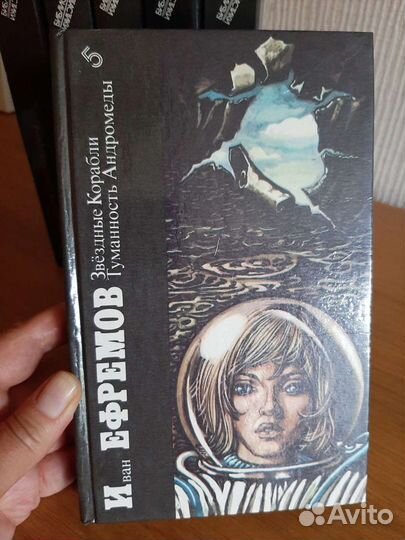 5
Звёздные Корабли
Туманность Андромеды
Иван ЕФРЕМОВ
Avito